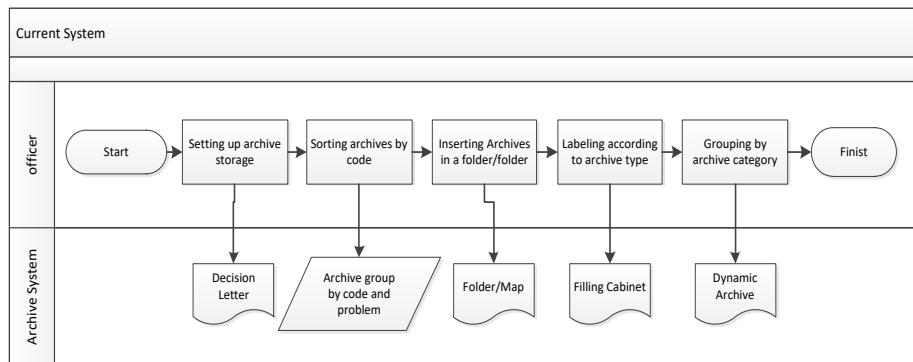 Current System
officer
Start
Setting up archive
storage
Sorting archives by
code
Inserting Archives
in a folder/folder
Labeling according
to archive type
Grouping by
archive category
Finist
Archive System
Decision
Letter
Archive group
by code and
problem
Folder/Map
Filling Cabinet
Dynamic
Archive